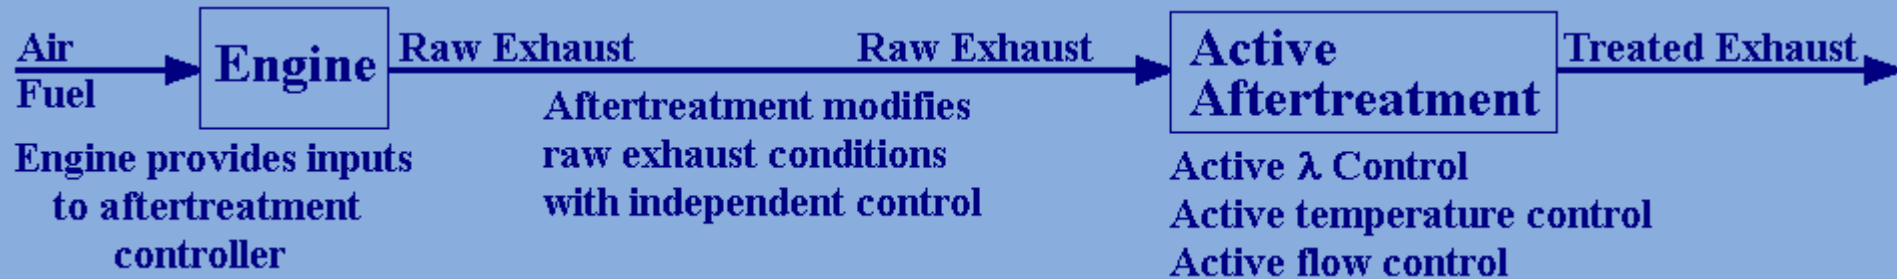 Air
Fuel
Engine
Raw Exhaust
Raw Exhaust
Active
Aftertreatment
Treated Exhaust
Engine provides inputs
to aftertreatment
controller
Aftertreatment modifies
raw exhaust conditions
with independent control
Active λ Control
Active temperature control
Active flow control